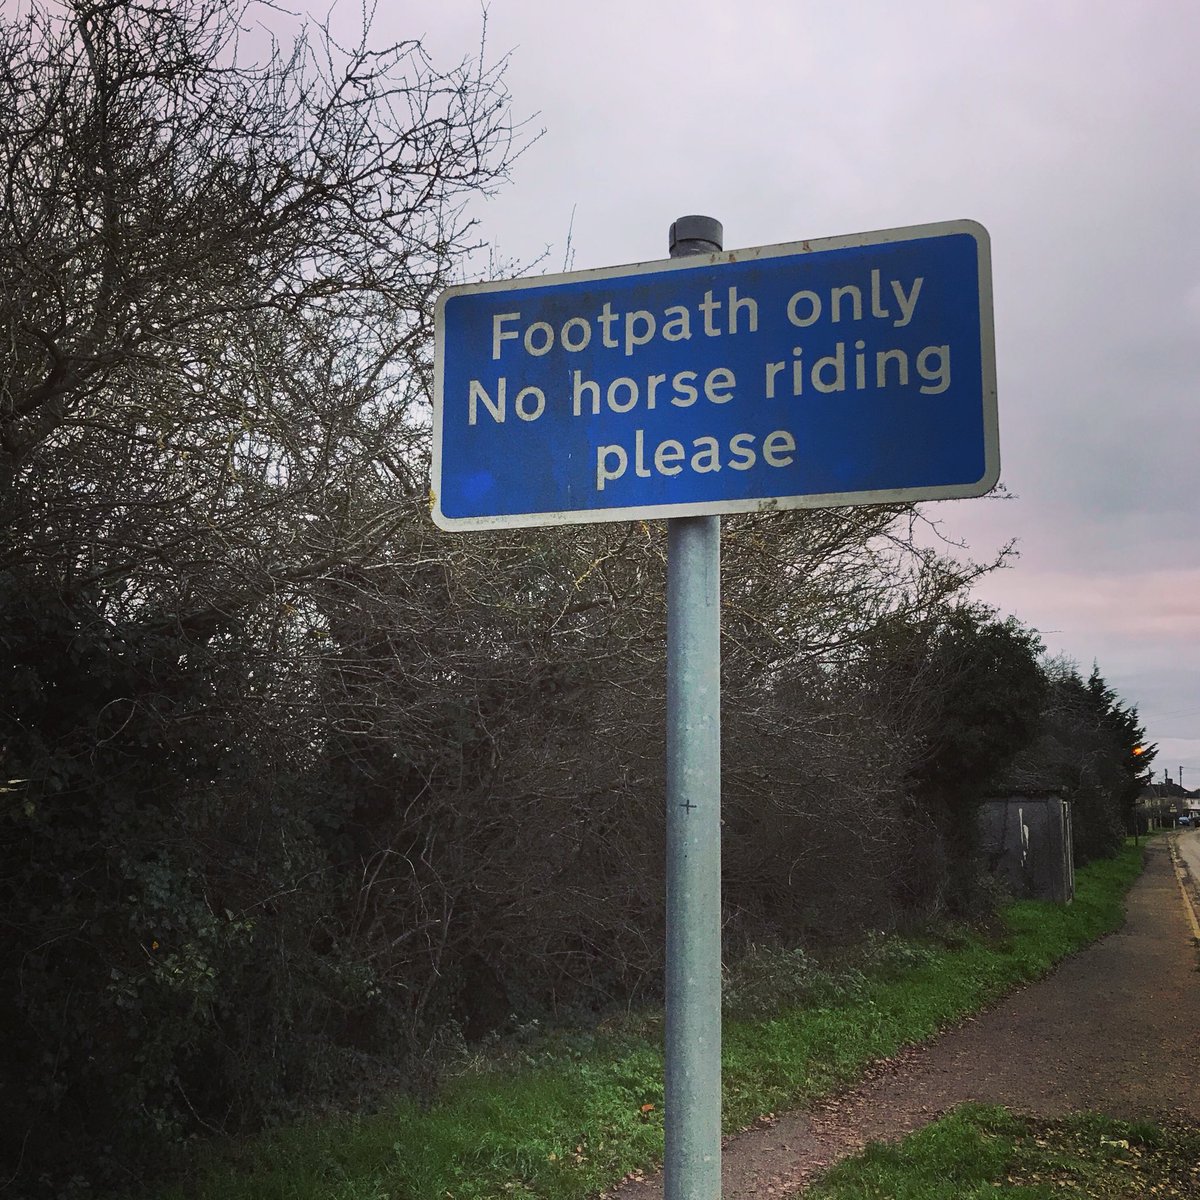 Footpath only
No horse riding
please